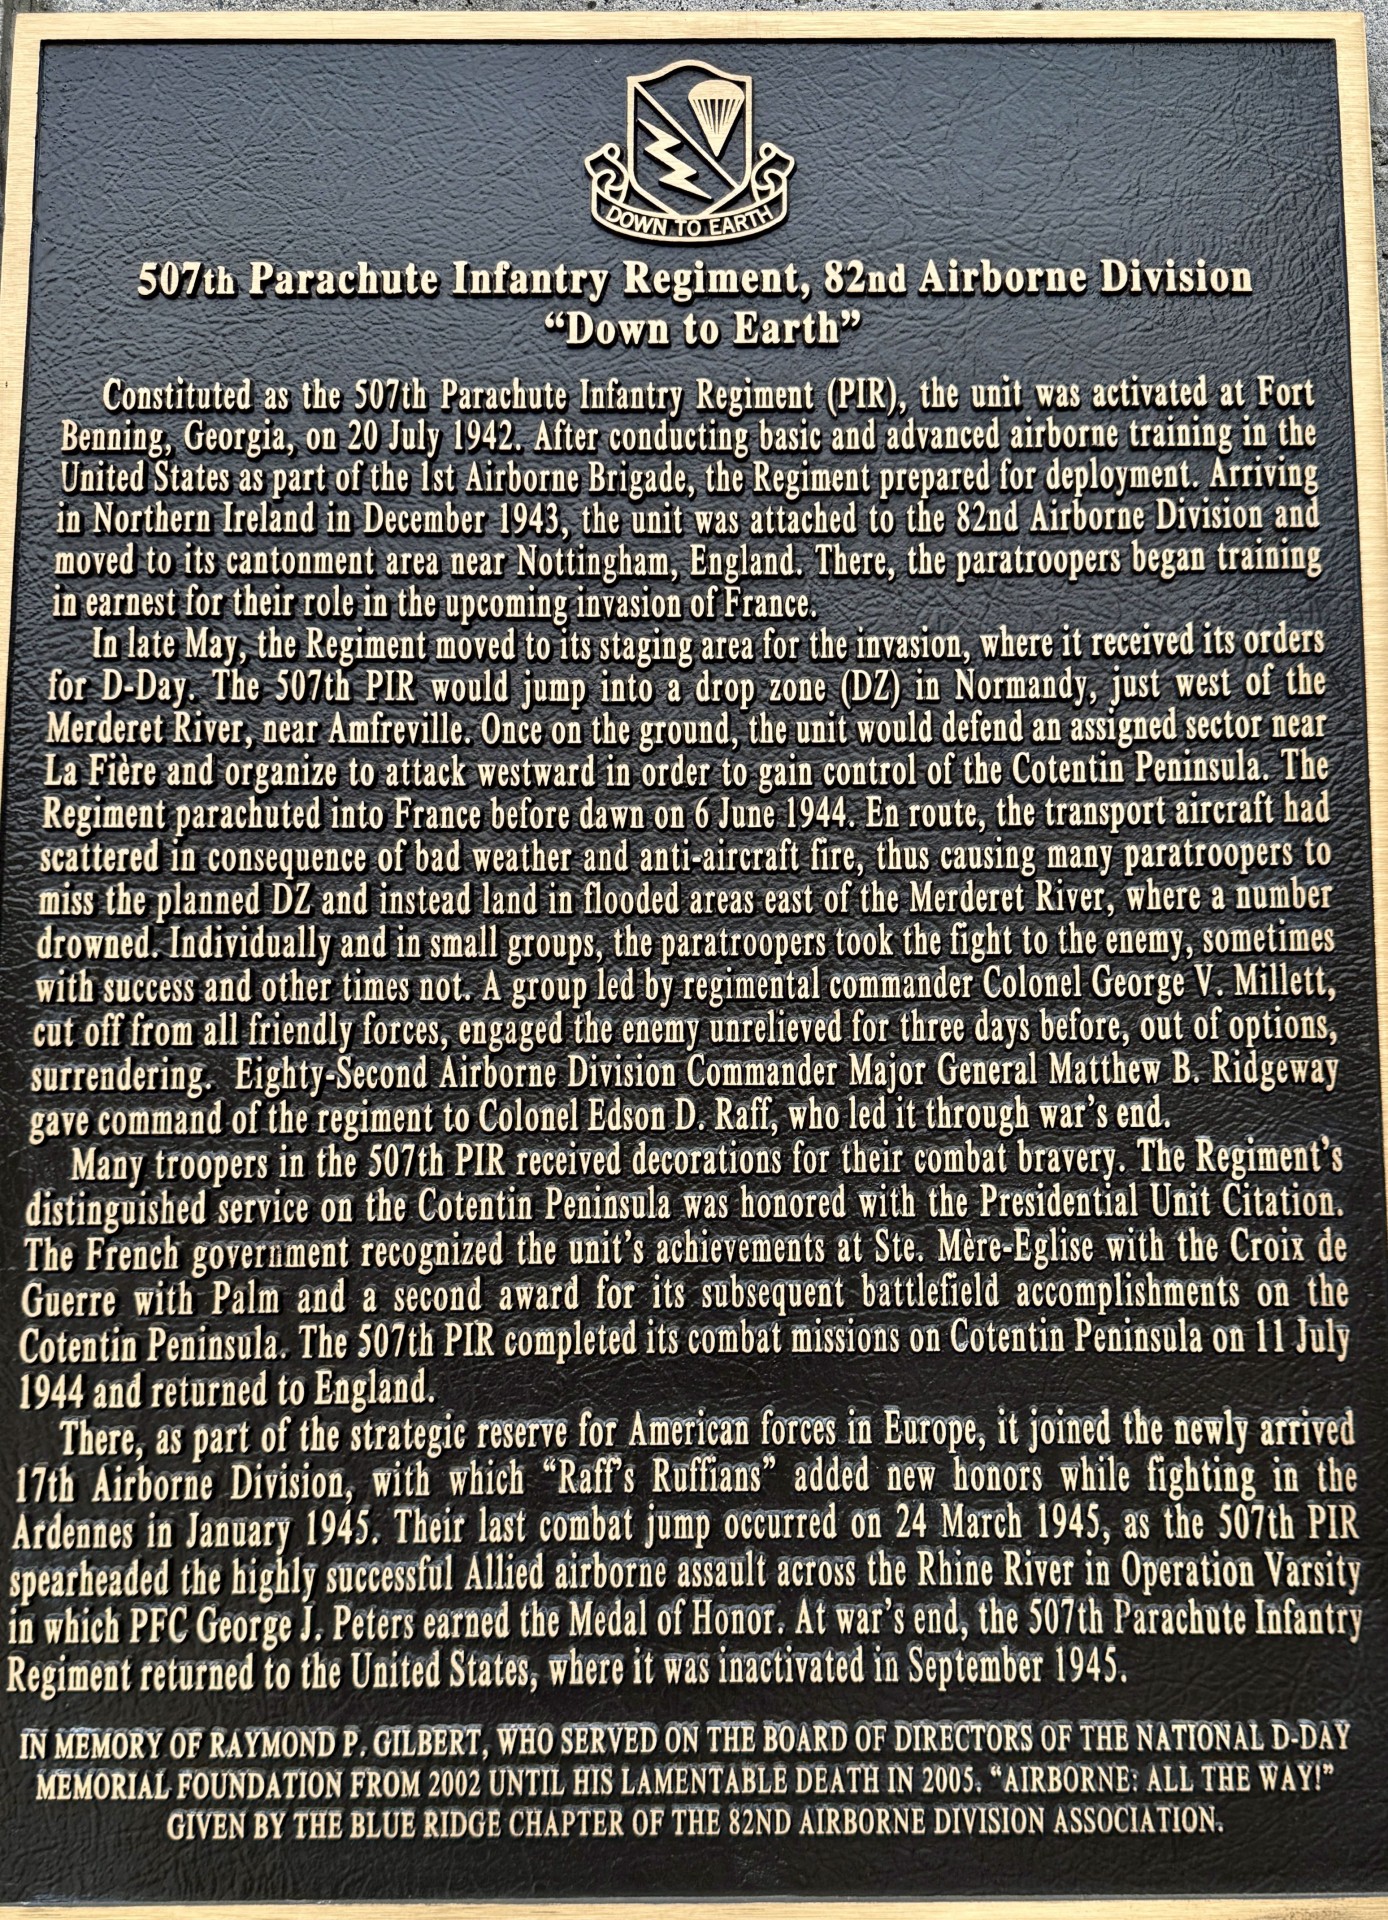 DOWN TO EARTH
507th Parachute Infantry Regiment, 82nd Airborne Division
“Down to Earth”
Constituted as the 507th Parachute Infantry Regiment (PIR), the unit was activated at Fort
Benning, Georgia, on 20 July 1942. After conducting basic and advanced airborne training in the
United States as part of the 1st Airborne Brigade, the Regiment prepared for deployment. Arriving
in Northern Ireland in December 1943, the unit was attached to the 82nd Airborne Division and
moved to its cantonment area near Nottingham, England. There, the paratroopers began training
in earnest for their role in the upcoming invasion of France.
In late May, the Regiment moved to its staging area for the invasion, where it received its orders
for D-Day. The 507th PIR would jump into a drop zone (DZ) in Normandy, just west of the
Merderet River, near Amfreville. Once on the ground, the unit would defend an assigned sector near
La Fière and organize to attack westward in order to gain control of the Cotentin Peninsula. The
Regiment parachuted into France before dawn on 6 June 1944. En route, the transport aircraft had
scattered in consequence of bad weather and anti-aircraft fire, thus causing many paratroopers to
miss the planned DZ and instead land in flooded areas east of the Merderet River, where a number
drowned. Individually and in small groups, the paratroopers took the fight to the enemy, sometimes
with success and other times not. A group led by regimental commander Colonel George V. Millett,
cut off from all friendly forces, engaged the enemy unrelieved for three days before, out of options,
surrendering. Eighty-Second Airborne Division Commander Major General Matthew B. Ridgeway
gave command of the regiment to Colonel Edson D. Raff, who led it through war’s end.
Many troopers in the 507th PIR received decorations for their combat bravery. The Regiment’s
distinguished service on the Cotentin Peninsula was honored with the Presidential Unit Citation.
The French government recognized the unit’s achievements at Ste. Mère-Eglise with the Croix de
Guerre with Palm and a second award for its subsequent battlefield accomplishments on the
Cotentin Peninsula. The 507th PIR completed its combat missions on Cotentin Peninsula on 11 July
1944 and returned to England.
There, as part of the strategic reserve for American forces in Europe, it joined the newly arrived
17th Airborne Division, with which “Raff’s Ruffians” added new honors while fighting in the
Ardennes in January 1945. Their last combat jump occurred on 24 March 1945, as the 507th PIR
spearheaded the highly successful Allied airborne assault across the Rhine River in Operation Varsity
in which PFC George J. Peters earned the Medal of Honor. At war’s end, the 507th Parachute Infantry
Regiment returned to the United States, where it was inactivated in September 1945.
IN MEMORY OF RAYMOND P. GILBERT, WHO SERVED ON THE BOARD OF DIRECTORS OF THE NATIONAL D-DAY
MEMORIAL FOUNDATION FROM 2002 UNTIL HIS LAMENTABLE DEATH IN 2005. “AIRBORNE: ALL THE WAY!”
GIVEN BY THE BLUE RIDGE CHAPTER OF THE 82ND AIRBORNE DIVISION ASSOCIATION.